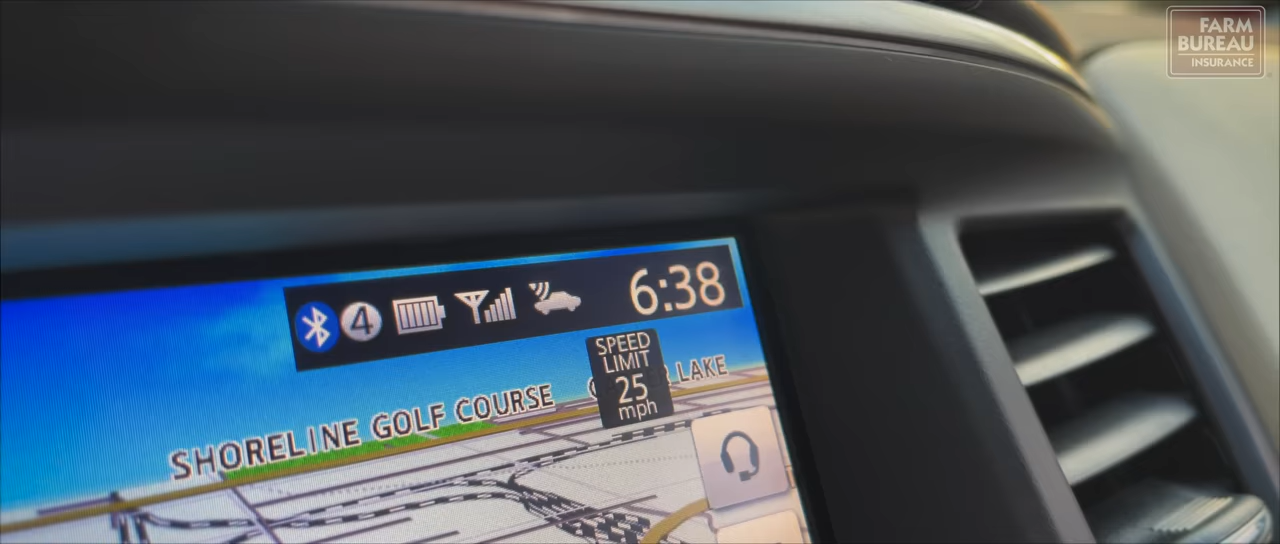 FARM
BUREAU
INSURANCE
4
6:38
SPEED
LIMIT
25
mph
LAKE
SHORELINE GOLF COURSE